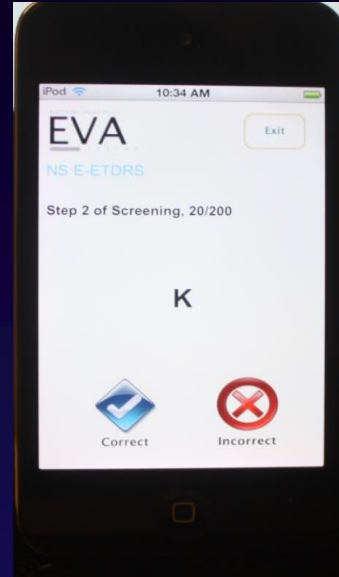 iPod 10:34 AM
EVA
Exit
NS E-ETDRS
Step 2 of Screening, 20/200
K
Correct
Incorrect